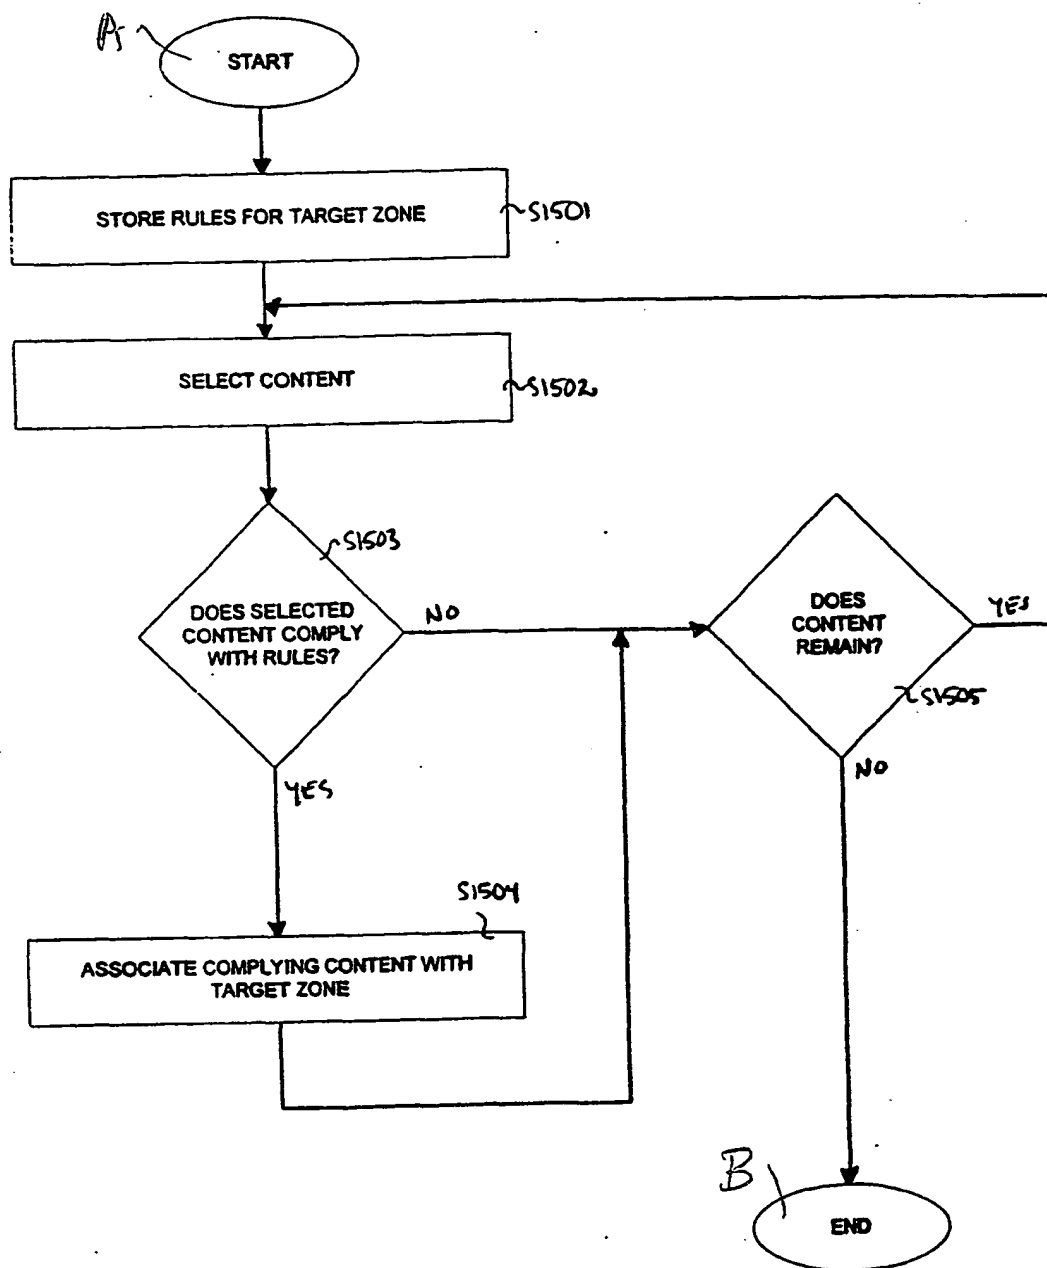 A
START
STORE RULES FOR TARGET ZONE
S1501
SELECT CONTENT
S1502
S1503
DOES SELECTED
CONTENT COMPLY
WITH RULES?
NO
YES
DOES
CONTENT
REMAIN?
YES
S1505
NO
S1504
ASSOCIATE COMPLYING CONTENT WITH
TARGET ZONE
B
END